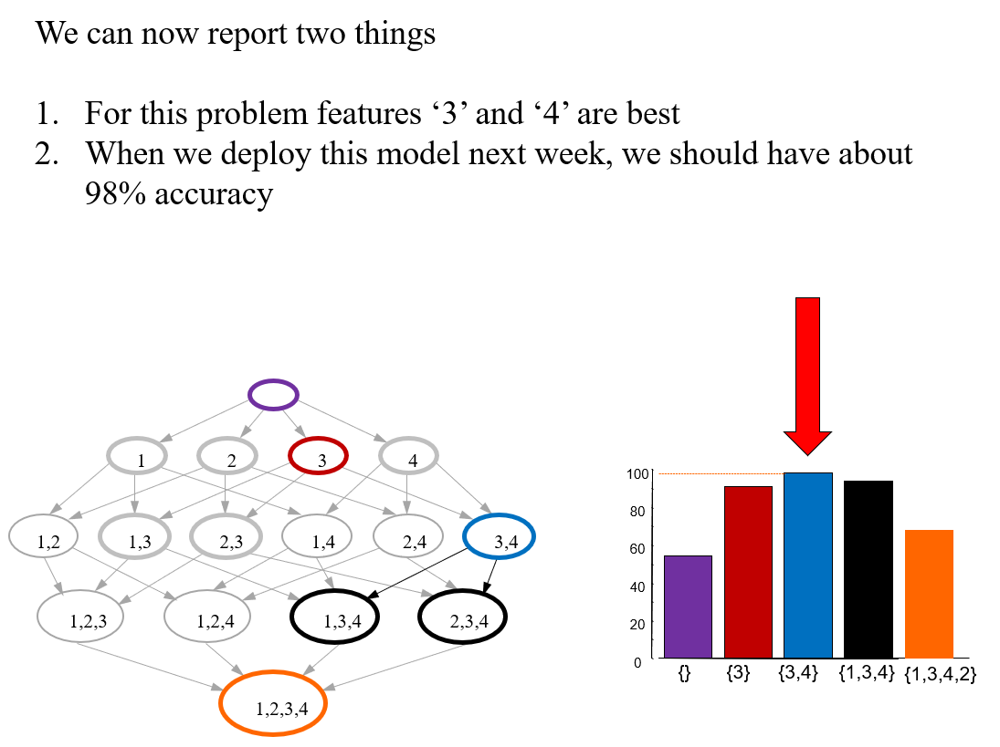 We can now report two things
1. For this problem features ‘3’ and ‘4’ are best
2. When we deploy this model next week, we should have about
98% accuracy
1 2 3 4
1,2 1,3 2,3 1,4 2,4 3,4
1,2,3 1,2,4 1,3,4 2,3,4
1,2,3,4
100
80
60
40
20
0
{} {3} {3,4} {1,3,4} {1,3,4,2}